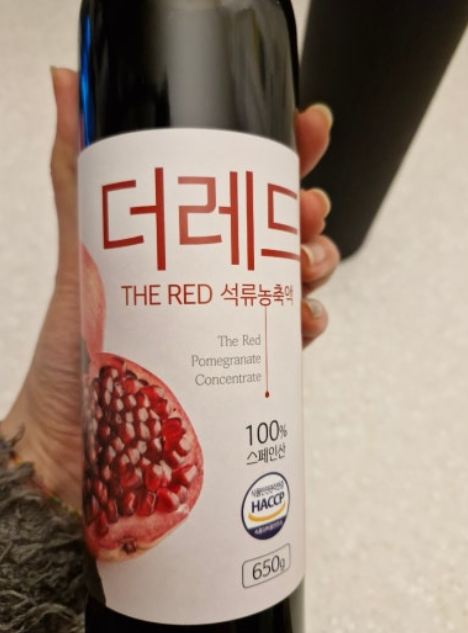 더레드
THE RED 석류농축액
The Red
Pomegranate
Concentrate
100%
스페인산
HACCP
650g